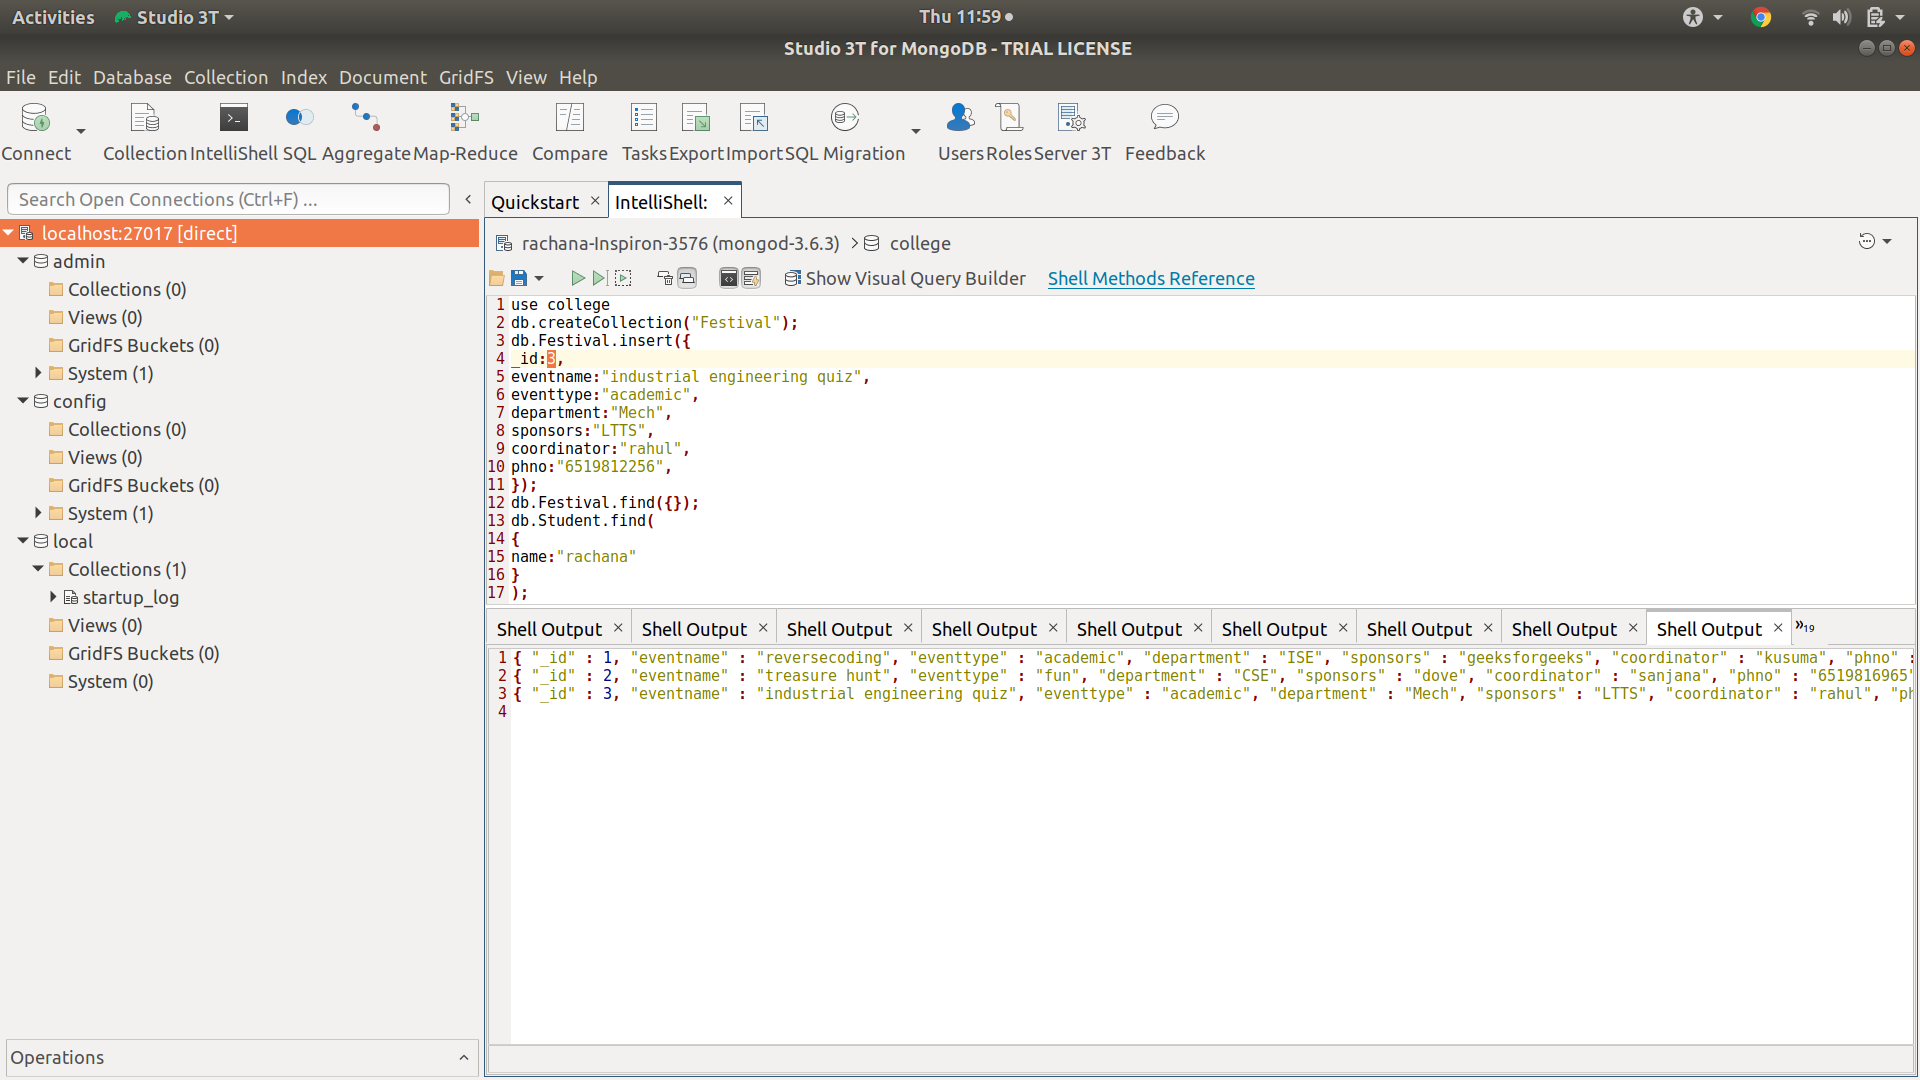 Activities Studio 3T Thu 11:59
Studio 3T for MongoDB - TRIAL LICENSE
File Edit Database Collection Index Document GridFS View Help
Connect Collection IntelliShell SQL Aggregate Map-Reduce Compare Tasks Export Import SQL Migration Users Roles Server 3T Feedback
Search Open Connections (Ctrl+F) ...
localhost:27017 [direct]
admin
Collections (0)
Views (0)
GridFS Buckets (0)
System (1)
config
Collections (0)
Views (0)
GridFS Buckets (0)
System (1)
local
Collections (1)
startup_log
Views (0)
GridFS Buckets (0)
System (0)
Operations
Quickstart IntelliShell:
rachana-Inspiron-3576 (mongod-3.6.3) college
Show Visual Query Builder Shell Methods Reference
1 use college
2 db.createCollection("Festival");
3 db.Festival.insert({
4 _id:3,
5 eventname:"industrial engineering quiz",
6 eventtype:"academic",
7 department:"Mech",
8 sponsors:"LTTS",
9 coordinator:"rahul",
10 phno:"6519812256",
11 });
12 db.Festival.find({});
13 db.Student.find(
14 {
15 name:"rachana"
16 }
17 );
Shell Output Shell Output Shell Output Shell Output Shell Output Shell Output Shell Output Shell Output Shell Output »19
1 { "_id" : 1, "eventname" : "reversecoding", "eventtype" : "academic", "department" : "ISE", "sponsors" : "geeksforgeeks", "coordinator" : "kusuma", "phno" :
2 { "_id" : 2, "eventname" : "treasure hunt", "eventtype" : "fun", "department" : "CSE", "sponsors" : "dove", "coordinator" : "sanjana", "phno" : "6519816965"
3 { "_id" : 3, "eventname" : "industrial engineering quiz", "eventtype" : "academic", "department" : "Mech", "sponsors" : "LTTS", "coordinator" : "rahul", "ph
4